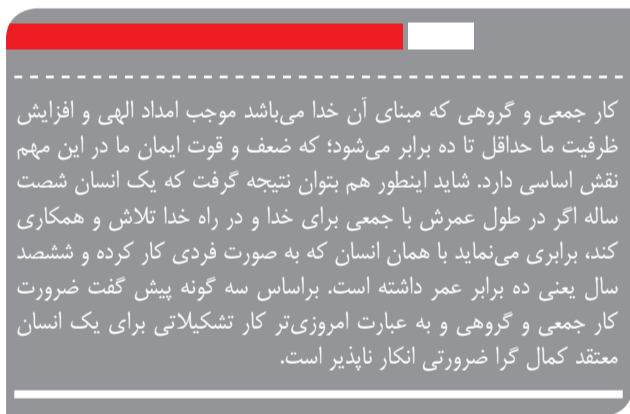 کار جمعی و گروهی که مبنای آن خدا می‌باشد موجب امداد الهی و افزایش
ظرفیت ما حداقل تا ده برابر می‌شود؛ که ضعف و قوت ایمان ما در این مهم
نقش اساسی دارد. شاید اینطور هم بتوان نتیجه گرفت که یک انسان شصت
ساله اگر در طول عمرش با جمعی برای خدا و در راه خدا تلاش و همکاری
کند، برابری می‌نماید با همان انسان که به صورت فردی کار کرده و ششصد
سال یعنی ده برابر عمر داشته است. براساس سه گونه پیش گفت ضرورت
کار جمعی و گروهی و به عبارت امروزی‌تر کار تشکیلاتی برای یک انسان
معتقد کمال گرا ضرورتی انکار ناپذیر است.